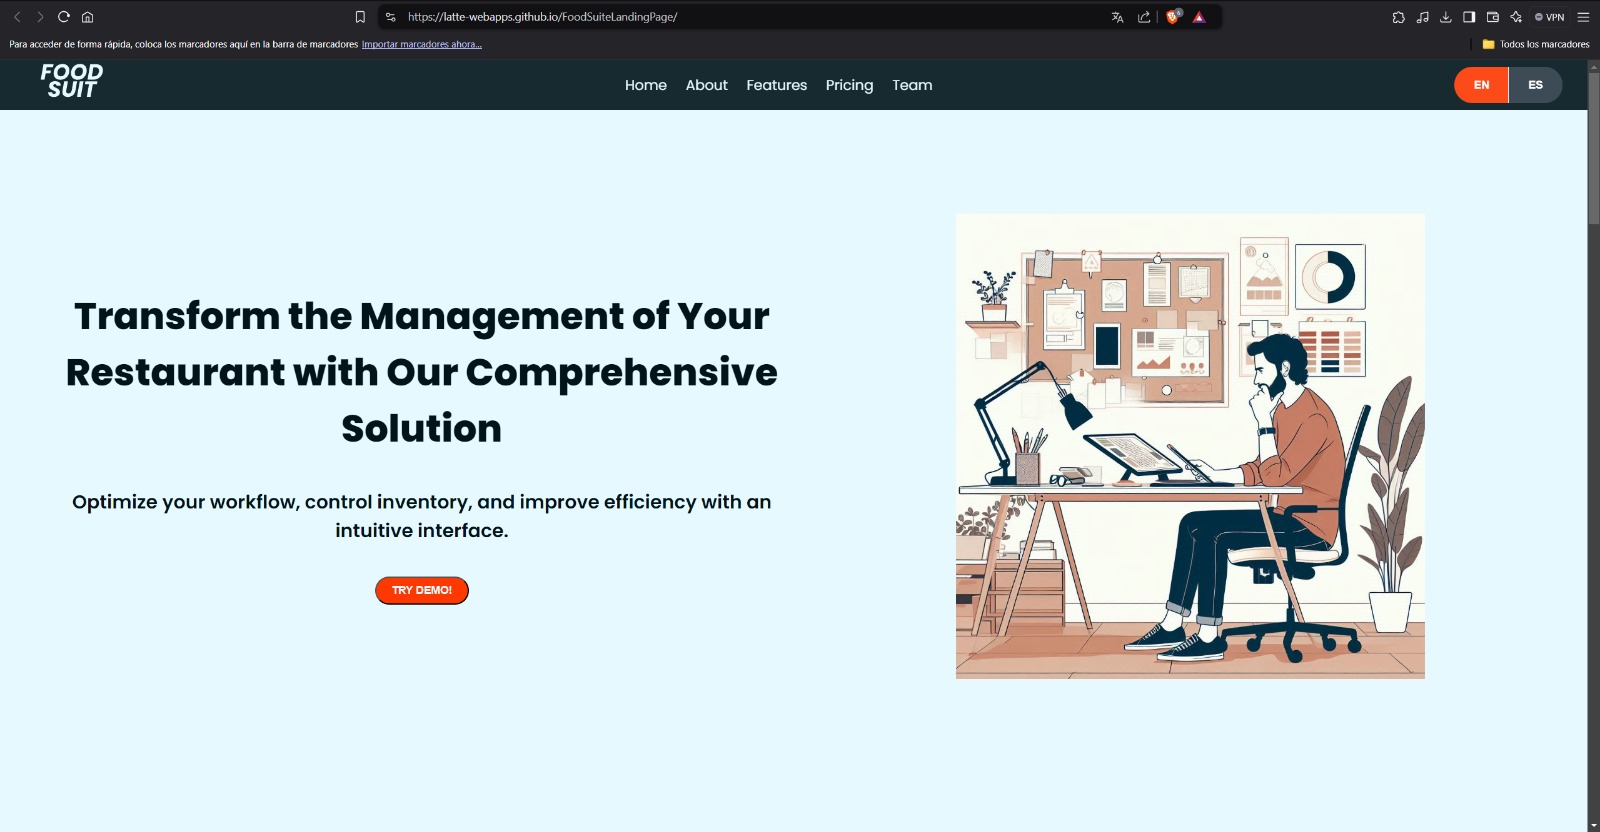 https://latte-webapps.github.io/FoodSuiteLandingPage/
6
VPN
Para acceder de forma rápida, coloca los marcadores aquí en la barra de marcadores Importar marcadores ahora...
Todos los marcadores
FOOD
SUIT
Home About Features Pricing Team
EN ES
Transform the Management of Your
Restaurant with Our Comprehensive
Solution
Optimize your workflow, control inventory, and improve efficiency with an
intuitive interface.
TRY DEMO!